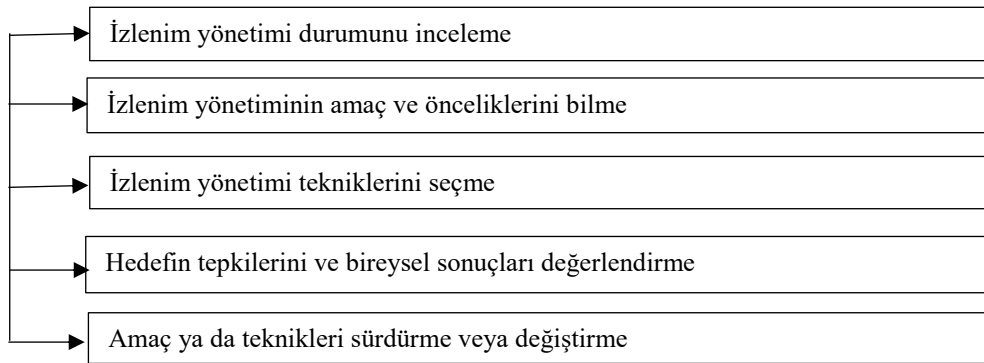 İzlenim yönetimi durumunu inceleme
İzlenim yönetiminin amaç ve önceliklerini bilme
İzlenim yönetimi tekniklerini seçme
Hedefin tepkilerini ve bireysel sonuçları değerlendirme
Amaç ya da teknikleri sürdürme veya değiştirme